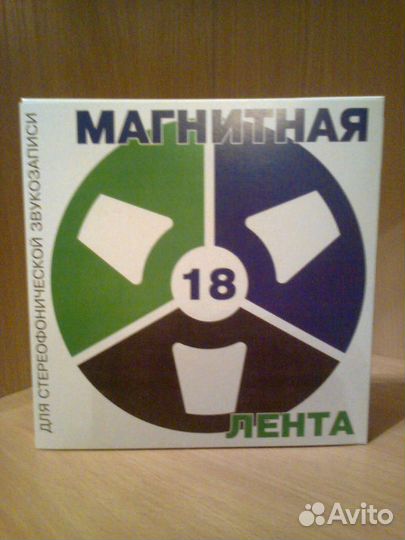 МАГНИТНАЯ
ДЛЯ СТЕРЕОФОНИЧЕСКОЙ ЗВУКОЗАПИСИ
18
ЛЕНТА
Avito